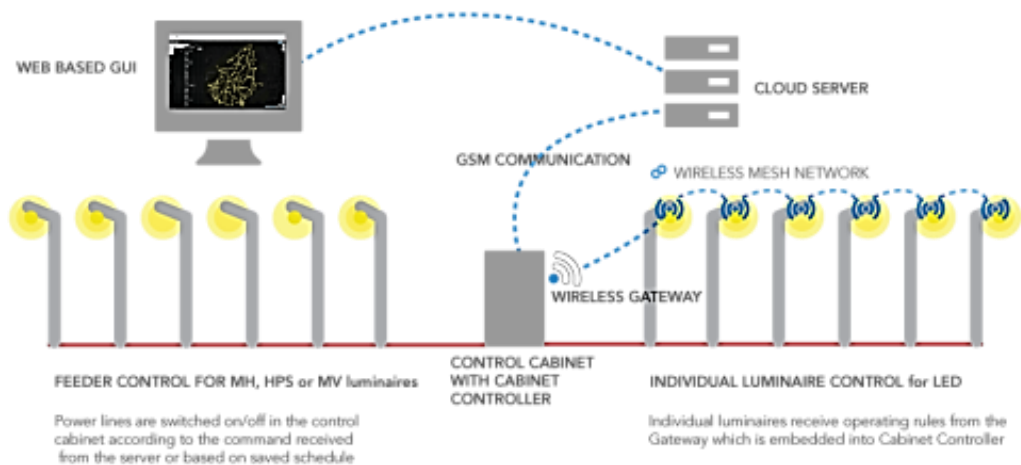 WEB BASED GUI
CLOUD SERVER
GSM COMMUNICATION
WIRELESS MESH NETWORK
WIRELESS GATEWAY
CONTROL CABINET
WITH CABINET
CONTROLLER
FEEDER CONTROL FOR MH, HPS or MV luminaires
Power lines are switched on/off in the control
cabinet according to the command received
from the server or based on saved schedule
INDIVIDUAL LUMINAIRE CONTROL for LED
Individual luminaires receive operating rules from the
Gateway which is embedded into Cabinet Controller